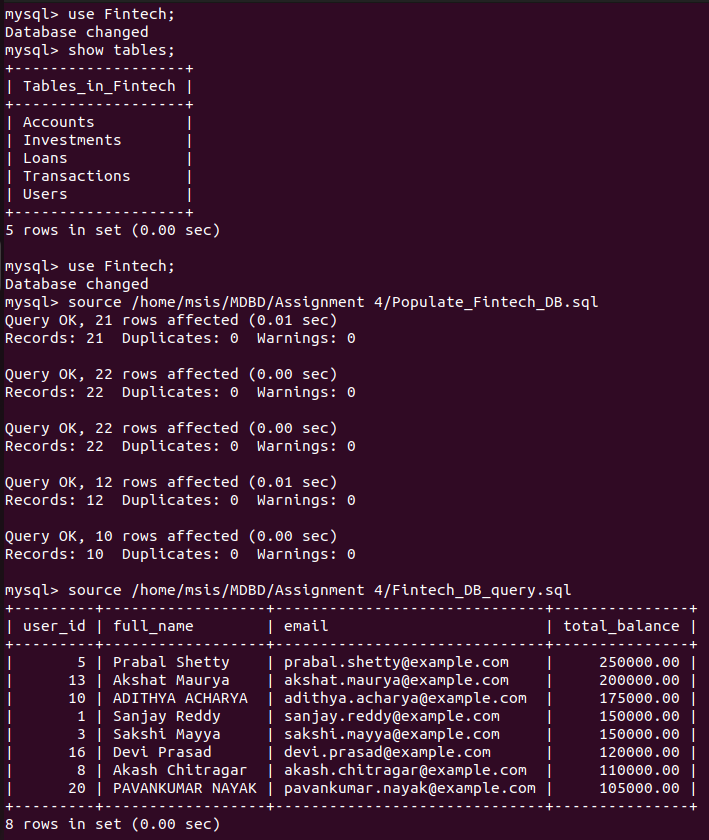 mysql> use Fintech;
Database changed
mysql> show tables;
+-------------------+
| Tables_in_Fintech |
+-------------------+
| Accounts          |
| Investments       |
| Loans             |
| Transactions      |
| Users             |
+-------------------+
5 rows in set (0.00 sec)

mysql> use Fintech;
Database changed
mysql> source /home/msis/MDBD/Assignment 4/Populate_Fintech_DB.sql
Query OK, 21 rows affected (0.01 sec)
Records: 21  Duplicates: 0  Warnings: 0

Query OK, 22 rows affected (0.00 sec)
Records: 22  Duplicates: 0  Warnings: 0

Query OK, 22 rows affected (0.00 sec)
Records: 22  Duplicates: 0  Warnings: 0

Query OK, 12 rows affected (0.01 sec)
Records: 12  Duplicates: 0  Warnings: 0

Query OK, 10 rows affected (0.00 sec)
Records: 10  Duplicates: 0  Warnings: 0

mysql> source /home/msis/MDBD/Assignment 4/Fintech_DB_query.sql
+---------+------------------+------------------------------+---------------+
| user_id | full_name        | email                        | total_balance |
+---------+------------------+------------------------------+---------------+
|       5 | Prabal Shetty    | prabal.shetty@example.com    |     250000.00 |
|      13 | Akshat Maurya    | akshat.maurya@example.com    |     200000.00 |
|      10 | ADITHYA ACHARYA  | adithya.acharya@example.com  |     175000.00 |
|       1 | Sanjay Reddy     | sanjay.reddy@example.com     |     150000.00 |
|       3 | Sakshi Mayya     | sakshi.mayya@example.com     |     150000.00 |
|      16 | Devi Prasad      | devi.prasad@example.com      |     120000.00 |
|       8 | Akash Chitragar  | akash.chitragar@example.com  |     110000.00 |
|      20 | PAVANKUMAR NAYAK | pavankumar.nayak@example.com |     105000.00 |
+---------+------------------+------------------------------+---------------+
8 rows in set (0.00 sec)